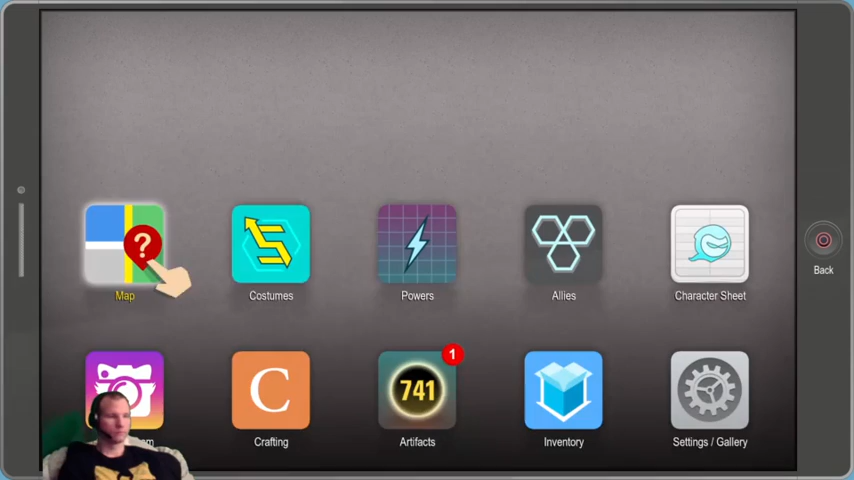 ?
Back
Map
Costumes
Powers
Allies
Character Sheet
1
C
741
Crafting
Artifacts
Inventory
Settings / Gallery